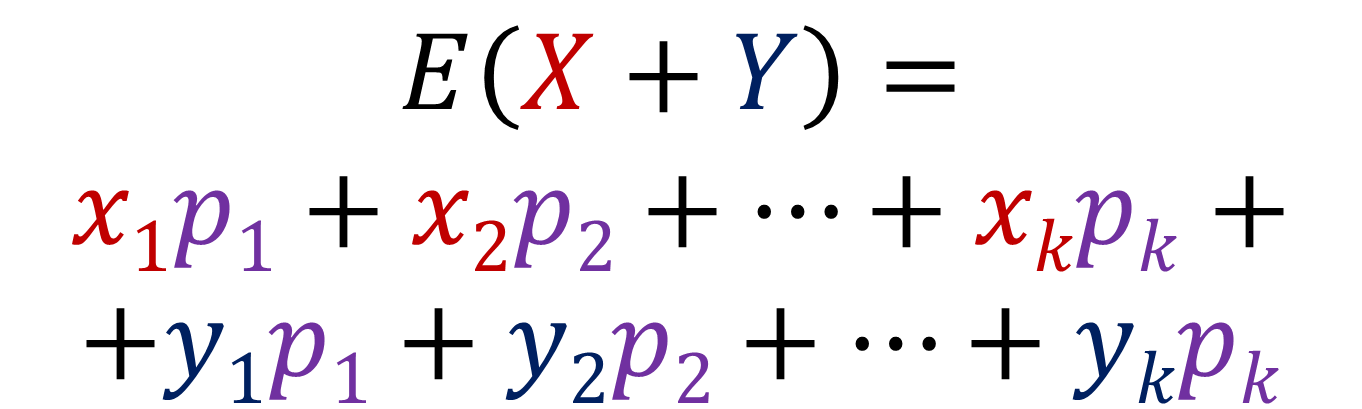 E(X + Y) =
x₁p₁ + x₂p₂ + ⋯ + xₖpₖ +
+y₁p₁ + y₂p₂ + ⋯ + yₖpₖ